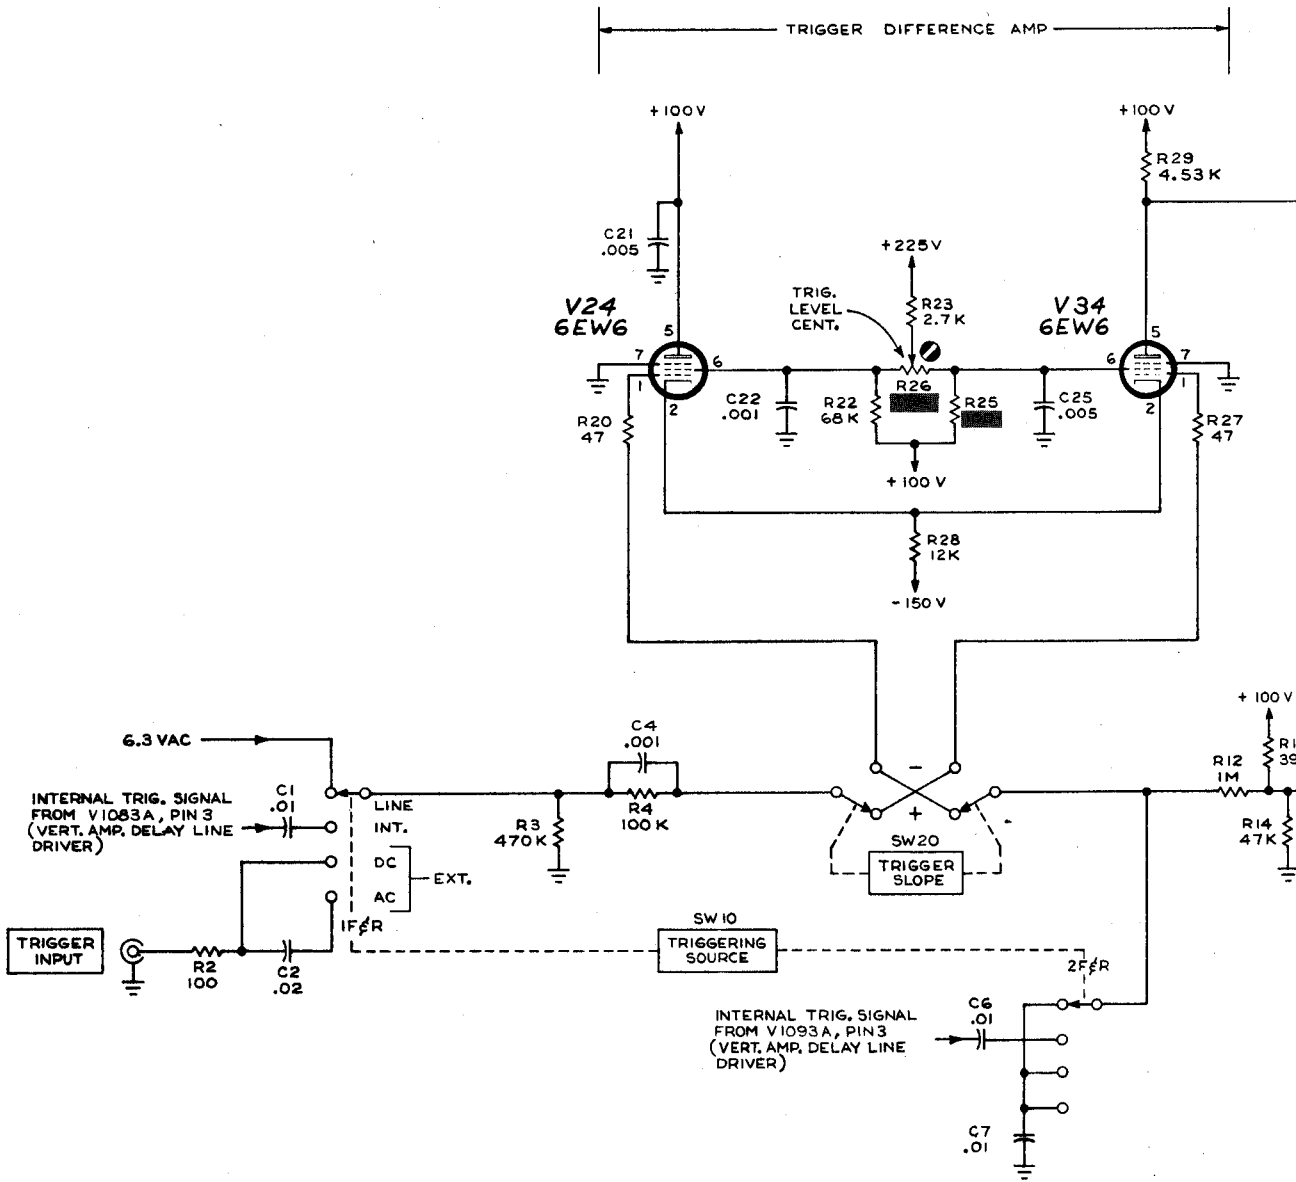 TRIGGER DIFFERENCE AMP
+100V
+100V
R29
4.53K
C21
.005
+225V
TRIG.
LEVEL
CENT.
R23
2.7K
V24
6EW6
V34
6EW6
5
7
6
1
2
5
6
7
1
2
R26
C22
.001
R22
68K
R25
C25
.005
R20
47
R27
47
+100V
R28
12K
-150V
+100V
6.3VAC
C4
.001
R12
1M
R1
39
INTERNAL TRIG. SIGNAL
FROM V1083A, PIN 3
(VERT. AMP. DELAY LINE
DRIVER)
C1
.01
LINE
INT.
DC
AC
EXT.
R3
470K
R4
100K
-
+
SW20
TRIGGER
SLOPE
R14
47K
1F&R
TRIGGER
INPUT
R2
100
C2
.02
SW10
TRIGGERING
SOURCE
2F&R
INTERNAL TRIG. SIGNAL
FROM V1093A, PIN3
(VERT. AMP. DELAY LINE
DRIVER)
C6
.01
C7
.01